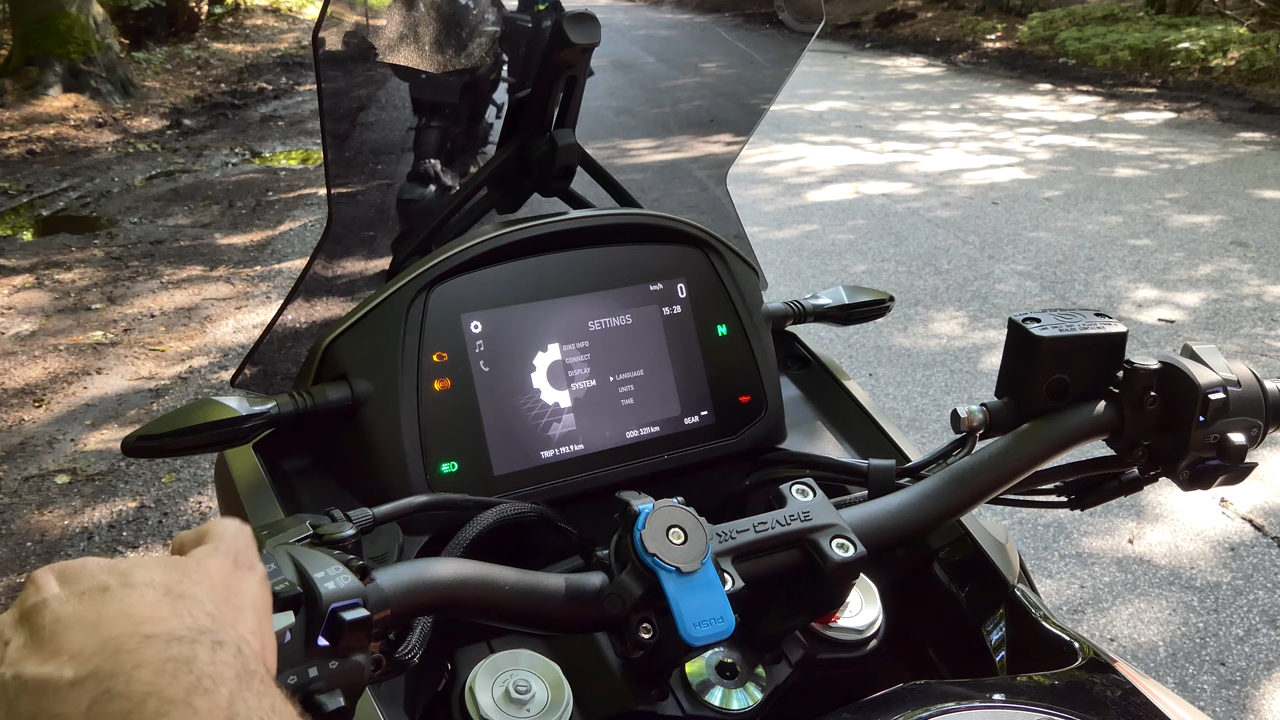 km/h 0
15:28
SETTINGS
BIKE INFO
CONNECT
DISPLAY
SYSTEM
LANGUAGE
UNITS
TIME
GEAR –
ODO: 3211 km
TRIP 1: 193.9 km
N
X-CAPE
PUSH